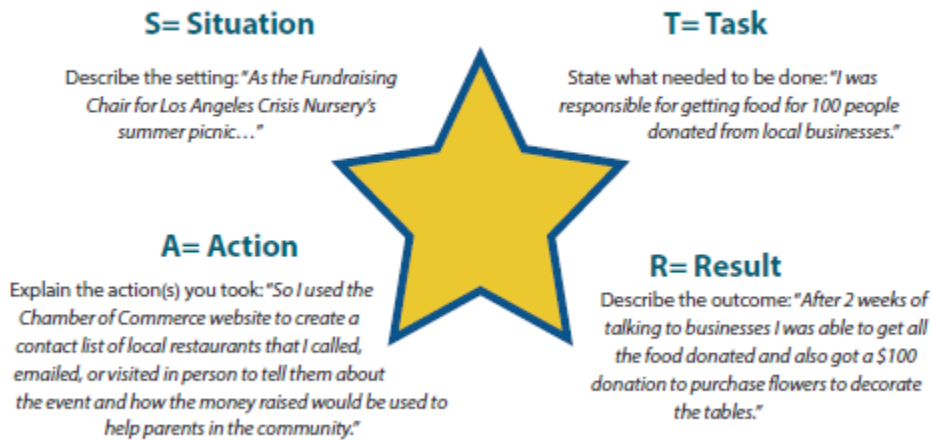 S= Situation
Describe the setting: "As the Fundraising
Chair for Los Angeles Crisis Nursery's
summer picnic…"
T= Task
State what needed to be done: "I was
responsible for getting food for 100 people
donated from local businesses."
A= Action
Explain the action(s) you took: "So I used the
Chamber of Commerce website to create a
contact list of local restaurants that I called,
emailed, or visited in person to tell them about
the event and how the money raised would be used to
help parents in the community."
R= Result
Describe the outcome: "After 2 weeks of
talking to businesses I was able to get all
the food donated and also got a $100
donation to purchase flowers to decorate
the tables."